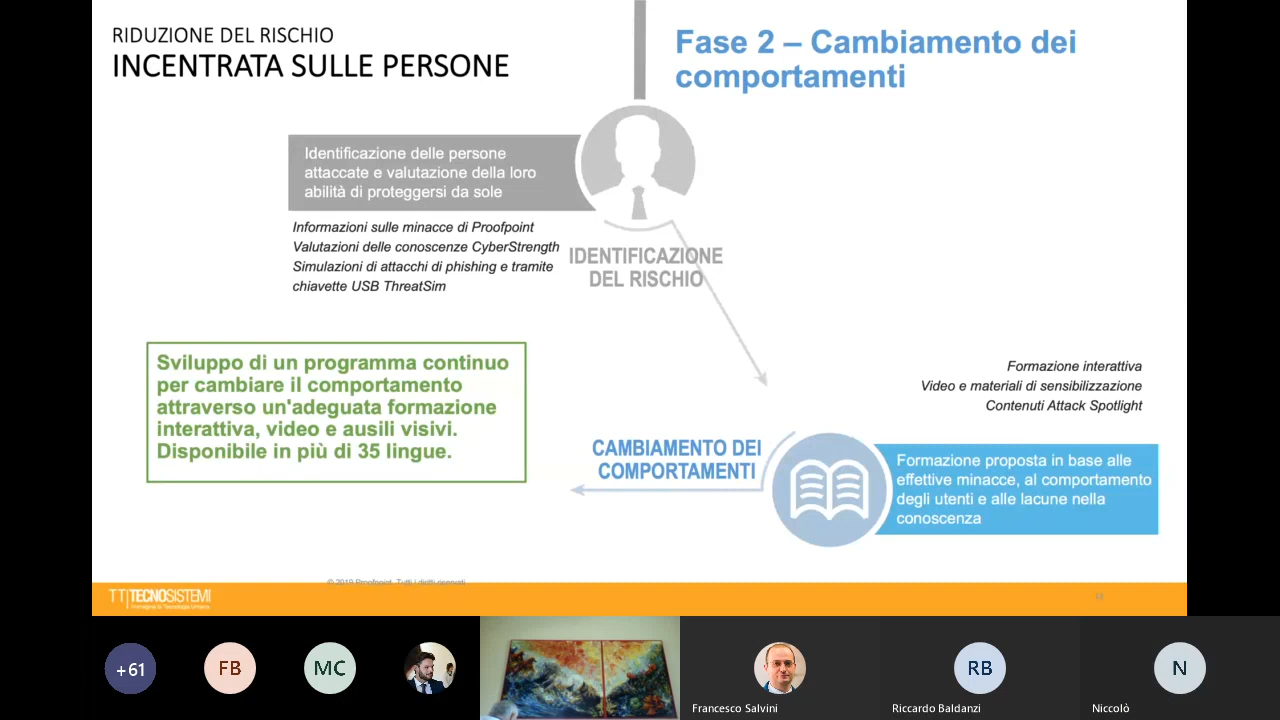 RIDUZIONE DEL RISCHIO
INCENTRATA SULLE PERSONE
Fase 2 – Cambiamento dei
comportamenti
Identificazione delle persone
attaccate e valutazione della loro
abilità di proteggersi da sole
Informazioni sulle minacce di Proofpoint
Valutazioni delle conoscenze CyberStrength
Simulazioni di attacchi di phishing e tramite
chiavette USB ThreatSim
IDENTIFICAZIONE
DEL RISCHIO
Sviluppo di un programma continuo
per cambiare il comportamento
attraverso un'adeguata formazione
interattiva, video e ausili visivi.
Disponibile in più di 35 lingue.
Formazione interattiva
Video e materiali di sensibilizzazione
Contenuti Attack Spotlight
CAMBIAMENTO DEI
COMPORTAMENTI
Formazione proposta in base alle
effettive minacce, al comportamento
degli utenti e alle lacune nella
conoscenza
© 2019 Proofpoint. Tutti i diritti riservati
TT TECNOSISTEMI
+61
FB
MC
RB
N
Francesco Salvini
Riccardo Baldanzi
Niccolò